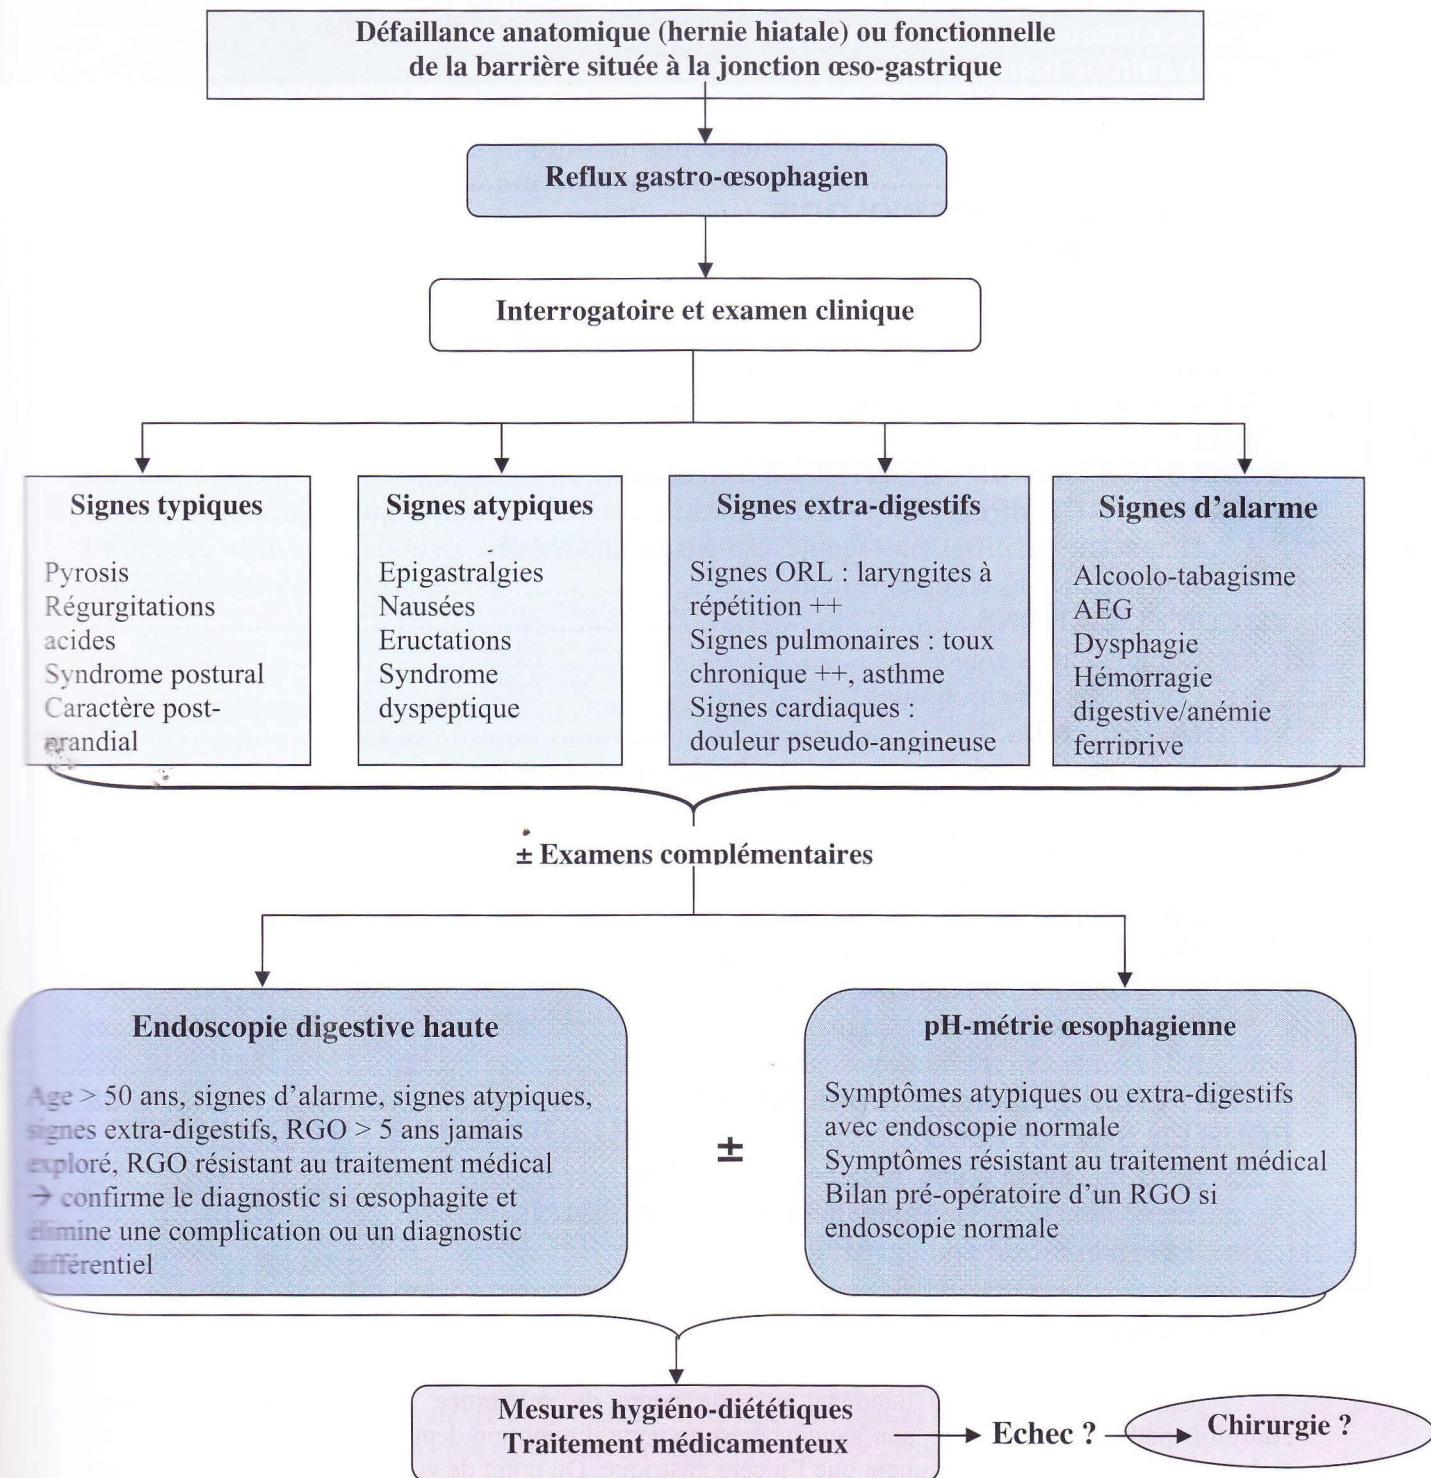 Défaillance anatomique (hernie hiatale) ou fonctionnelle
de la barrière située à la jonction œso-gastrique
Reflux gastro-œsophagien
Interrogatoire et examen clinique
Signes typiques
Pyrosis
Régurgitations
acides
Syndrome postural
Caractère post-
prandial
Signes atypiques
Epigastralgies
Nausées
Eructations
Syndrome
dyspeptique
Signes extra-digestifs
Signes ORL : laryngites à
répétition ++
Signes pulmonaires : toux
chronique ++, asthme
Signes cardiaques :
douleur pseudo-angineuse
Signes d’alarme
Alcoolo-tabagisme
AEG
Dysphagie
Hémorragie
digestive/anémie
ferriprive
± Examens complémentaires
Endoscopie digestive haute
Age > 50 ans, signes d’alarme, signes atypiques,
signes extra-digestifs, RGO > 5 ans jamais
exploré, RGO résistant au traitement médical
→ confirme le diagnostic si œsophagite et
élimine une complication ou un diagnostic
différentiel
±
pH-métrie œsophagienne
Symptômes atypiques ou extra-digestifs
avec endoscopie normale
Symptômes résistant au traitement médical
Bilan pré-opératoire d’un RGO si
endoscopie normale
Mesures hygiéno-diététiques
Traitement médicamenteux
Echec ?
Chirurgie ?